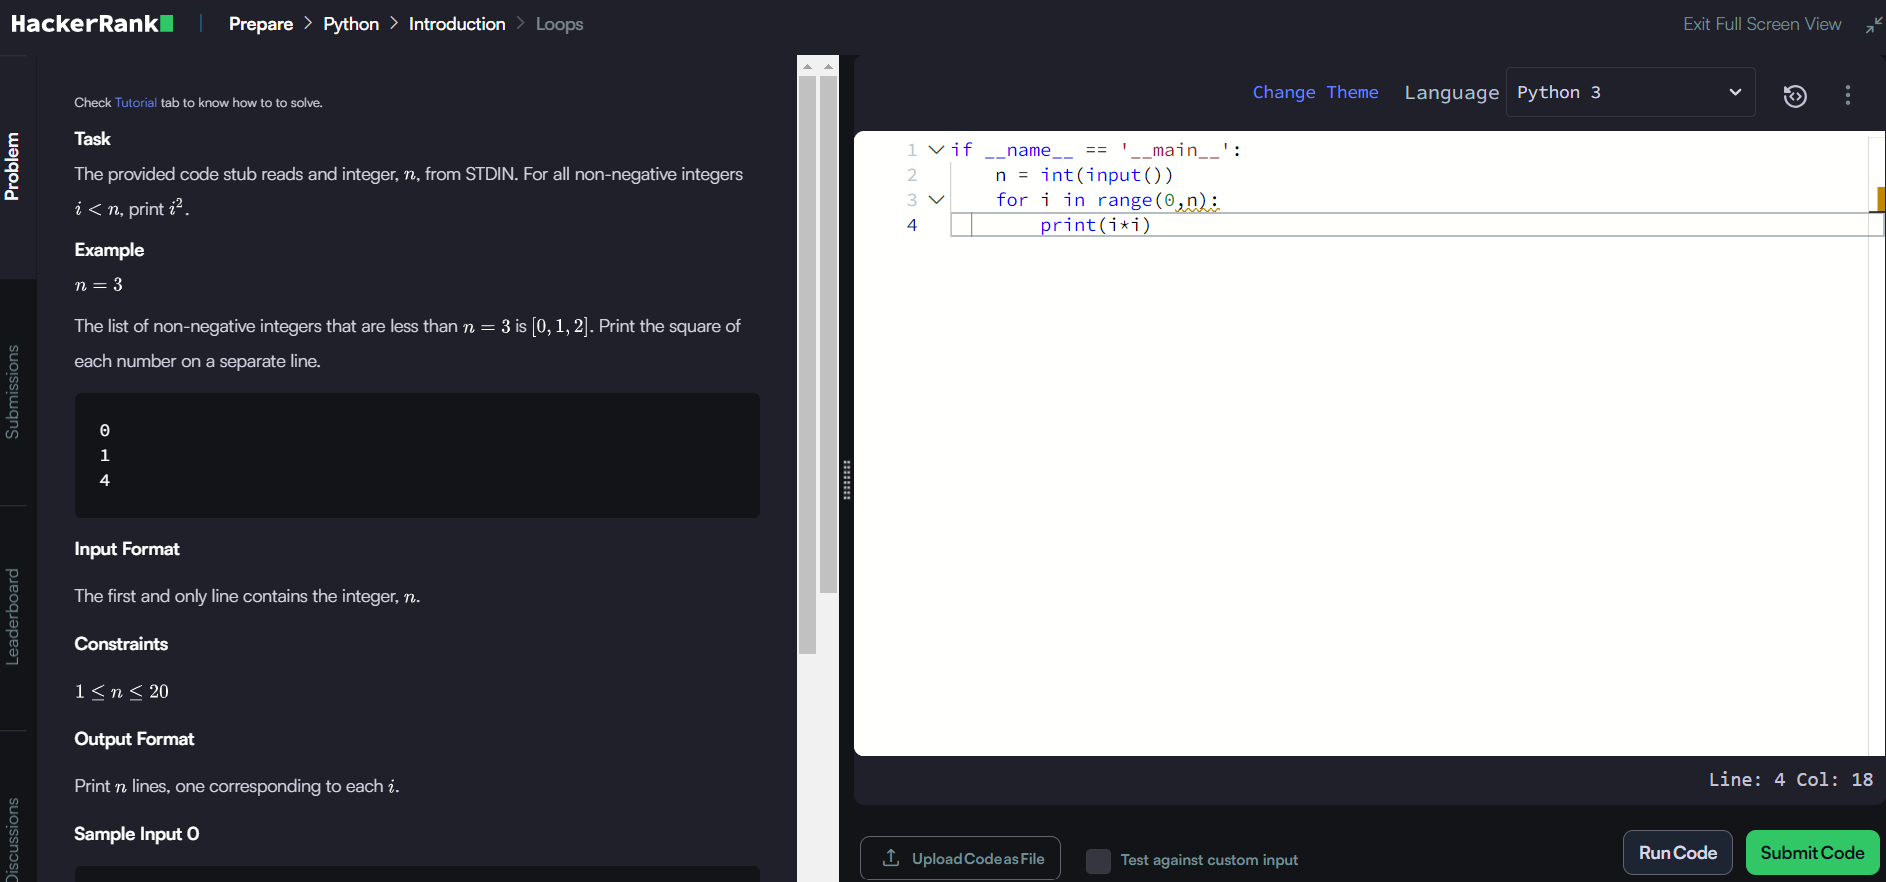 HackerRank
Prepare > Python > Introduction > Loops
Exit Full Screen View
Problem
Submissions
Leaderboard
Discussions
Check Tutorial tab to know how to to solve.
Task
The provided code stub reads and integer, n, from STDIN. For all non-negative integers
i < n, print i².
Example
n = 3
The list of non-negative integers that are less than n = 3 is [0, 1, 2]. Print the square of
each number on a separate line.
0
1
4
Input Format
The first and only line contains the integer, n.
Constraints
1 ≤ n ≤ 20
Output Format
Print n lines, one corresponding to each i.
Sample Input 0
Change Theme Language Python 3
1 if __name__ == '__main__':
2 n = int(input())
3 for i in range(0,n):
4 print(i*i)
Line: 4 Col: 18
Upload Code as File
Test against custom input
Run Code
Submit Code